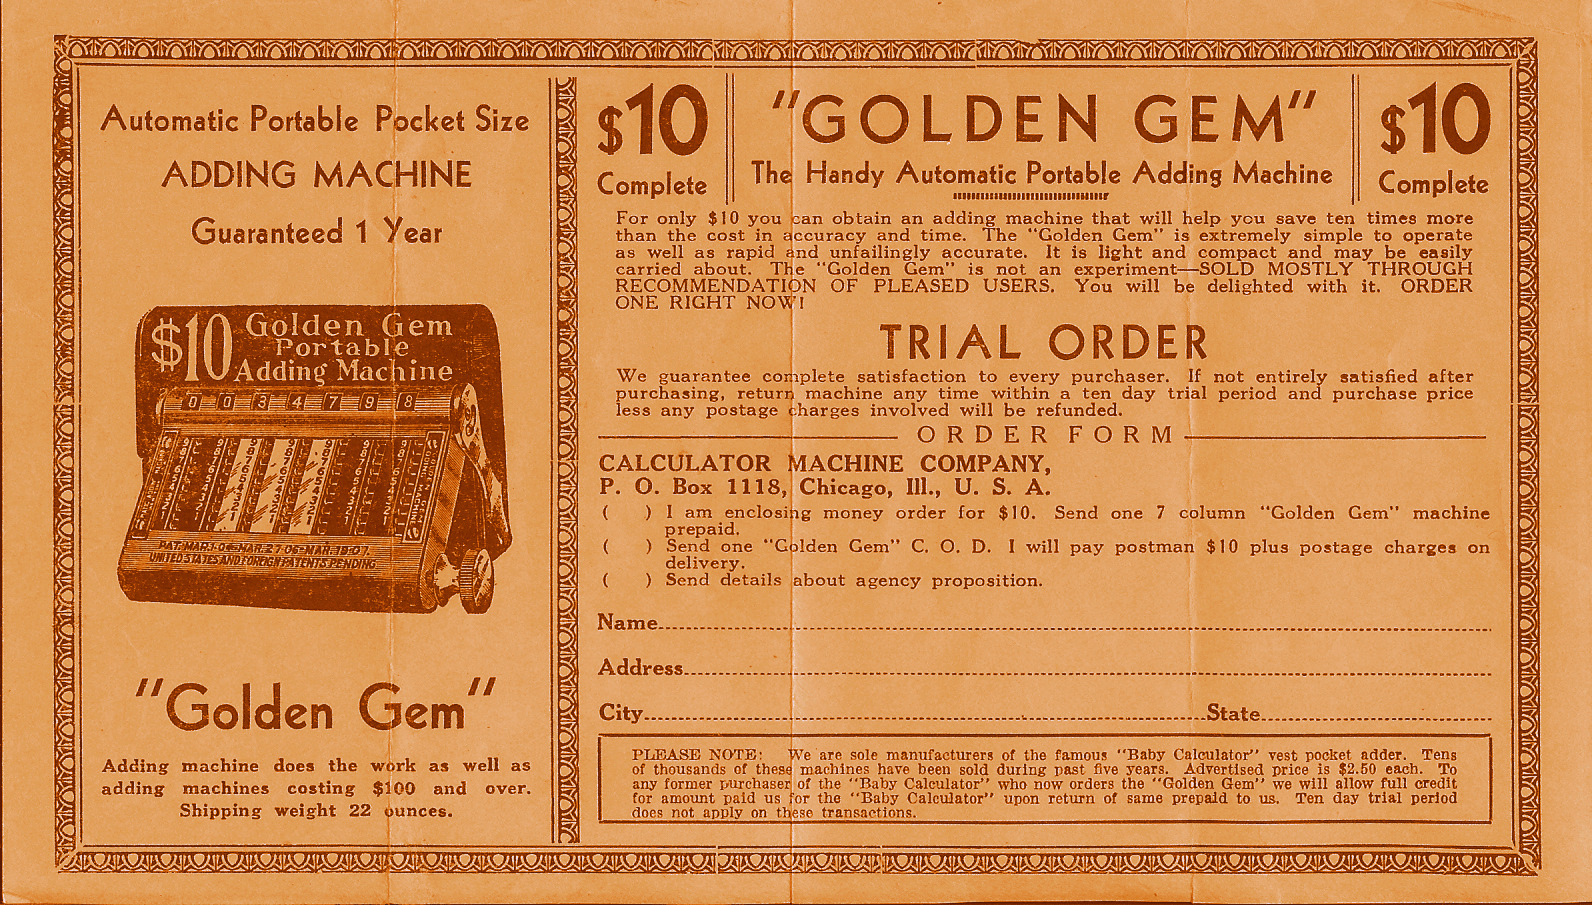 Automatic Portable Pocket Size
ADDING MACHINE
Guaranteed 1 Year
$10 Golden Gem
Portable
Adding Machine
0 0 3 4 7 9 8
PAT. MAR.1-04-MAR.27-06-MAR.19-07.
UNITED STATES AND FOREIGN PATENTS PENDING
"Golden Gem"
Adding machine does the work as well as
adding machines costing $100 and over.
Shipping weight 22 ounces.
$10
Complete
"GOLDEN GEM"
The Handy Automatic Portable Adding Machine
$10
Complete
For only $10 you can obtain an adding machine that will help you save ten times more
than the cost in accuracy and time. The "Golden Gem" is extremely simple to operate
as well as rapid and unfailingly accurate. It is light and compact and may be easily
carried about. The "Golden Gem" is not an experiment—SOLD MOSTLY THROUGH
RECOMMENDATION OF PLEASED USERS. You will be delighted with it. ORDER
ONE RIGHT NOW!
TRIAL ORDER
We guarantee complete satisfaction to every purchaser. If not entirely satisfied after
purchasing, return machine any time within a ten day trial period and purchase price
less any postage charges involved will be refunded.
ORDER FORM
CALCULATOR MACHINE COMPANY,
P. O. Box 1118, Chicago, Ill., U. S. A.
( ) I am enclosing money order for $10. Send one 7 column "Golden Gem" machine
prepaid.
( ) Send one "Golden Gem" C. O. D. I will pay postman $10 plus postage charges on
delivery.
( ) Send details about agency proposition.
Name
Address
City State
PLEASE NOTE: We are sole manufacturers of the famous "Baby Calculator" vest pocket adder. Tens
of thousands of these machines have been sold during past five years. Advertised price is $2.50 each. To
any former purchaser of the "Baby Calculator" who now orders the "Golden Gem" we will allow full credit
for amount paid us for the "Baby Calculator" upon return of same prepaid to us. Ten day trial period
does not apply on these transactions.